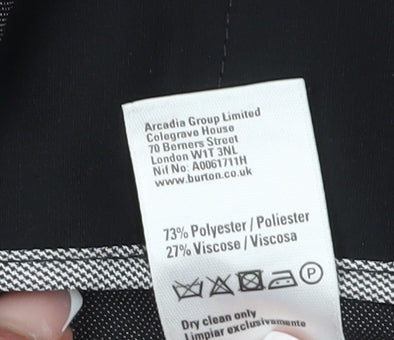 Arcadia Group Limited
Colegrave House
70 Berners Street
London W1T 3NL
Nif No: A0061711H
www.burton.co.uk
73% Polyester / Poliester
27% Viscose / Viscosa
P
Dry clean only
Limpiar exclusivamente